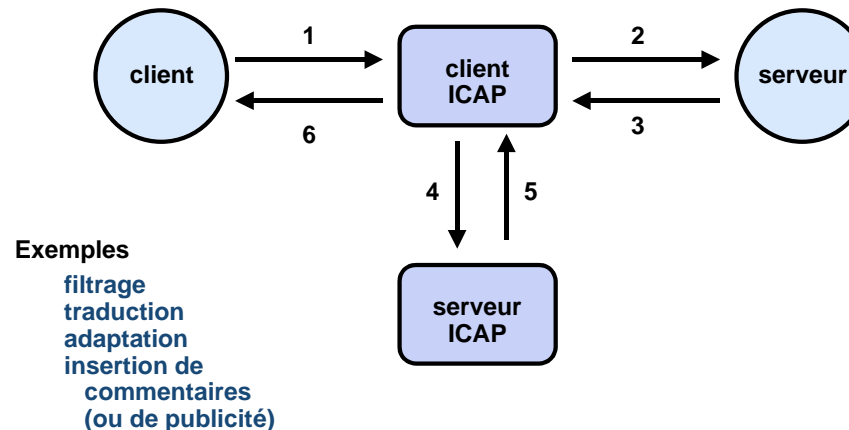 client
1
6
client
ICAP
2
3
serveur
4
5
serveur
ICAP
Exemples
filtrage
traduction
adaptation
insertion de
commentaires
(ou de publicité)